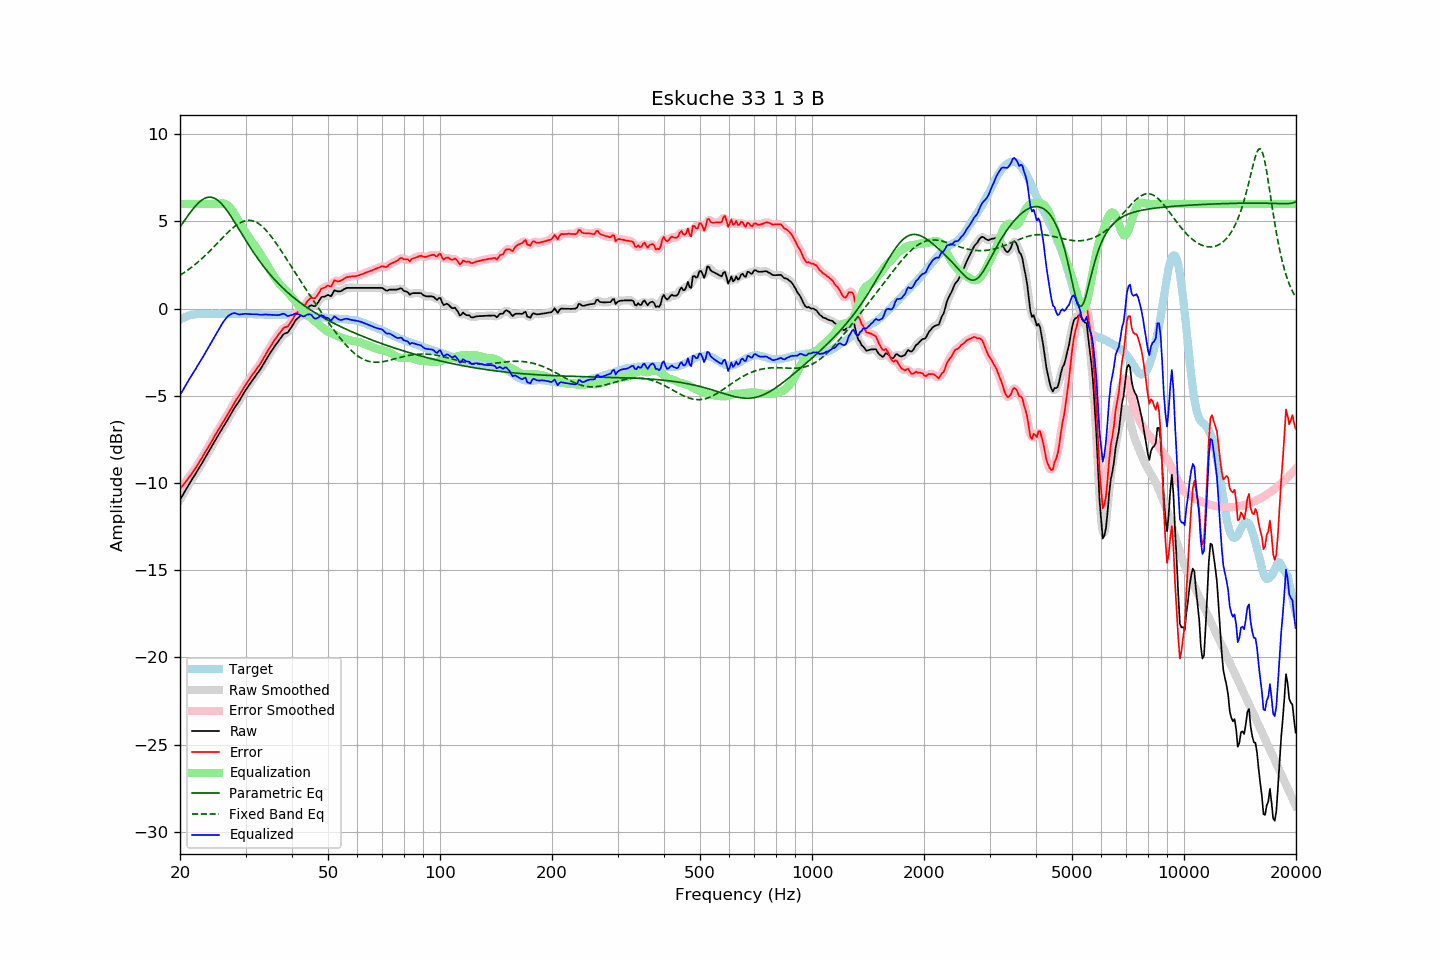 Eskuche 33 1 3 B
Amplitude (dBr)
10
5
0
−5
−10
−15
−20
−25
−30
Target
Raw Smoothed
Error Smoothed
Raw
Error
Equalization
Parametric Eq
Fixed Band Eq
Equalized
20
50
100
200
500
1000
2000
5000
10000
20000
Frequency (Hz)